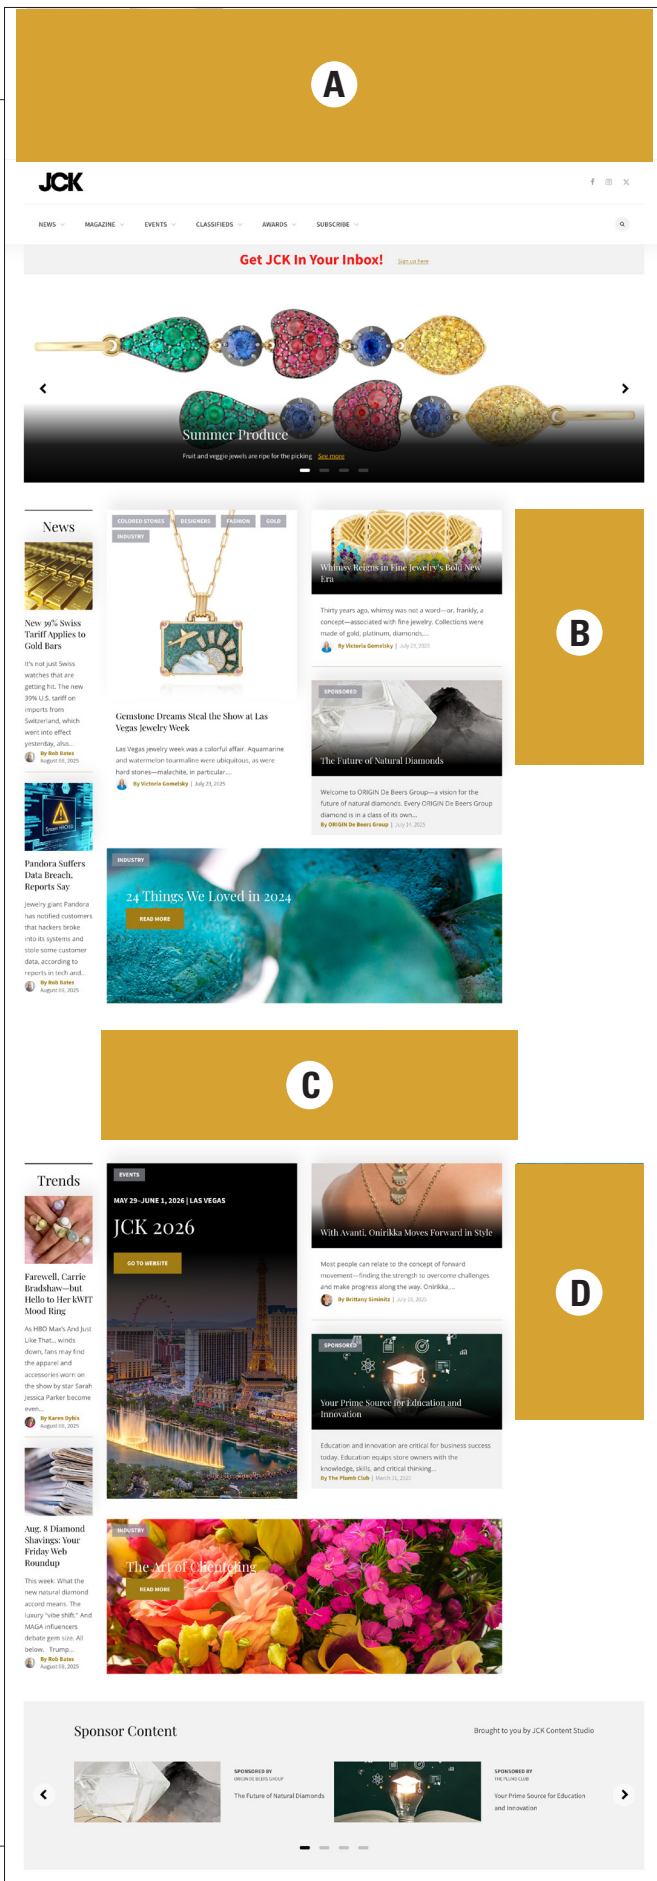 A
JCK
NEWS
MAGAZINE
EVENTS
CLASSIFIEDS
AWARDS
SUBSCRIBE
Get JCK In Your Inbox! Sign up here
Summer Produce
Fruit and veggie jewels are ripe for the picking See more
News
New 39% Swiss
Tariff Applies to
Gold Bars
It's not just Swiss
watches that are
getting hit. The new
39% U.S. tariff on
imports from
Switzerland, which
went into effect
yesterday, also...
By Rob Bates
August 08, 2025
System HACKED
Pandora Suffers
Data Breach,
Reports Say
Jewelry giant Pandora
has notified customers
that hackers broke
into its systems and
stole some customer
data, according to
reports in tech and...
By Rob Bates
August 08, 2025
COLORED STONES DESIGNERS FASHION GOLD
INDUSTRY
Gemstone Dreams Steal the Show at Las
Vegas Jewelry Week
Las Vegas jewelry week was a colorful affair. Aquamarine
and watermelon tourmaline were ubiquitous, as were
hard stones—malachite, in particular....
By Victoria Gomelsky | July 23, 2025
Whimsy Reigns in Fine Jewelry's Bold New
Era
Thirty years ago, whimsy was not a word—or, frankly, a
concept—associated with fine jewelry. Collections were
made of gold, platinum, diamonds,...
By Victoria Gomelsky | July 23, 2025
SPONSORED
The Future of Natural Diamonds
Welcome to ORIGIN De Beers Group—a vision for the
future of natural diamonds. Every ORIGIN De Beers Group
diamond is in a class of its own...
By ORIGIN De Beers Group | July 14, 2025
B
INDUSTRY
24 Things We Loved in 2024
READ MORE
C
Trends
Farewell, Carrie
Bradshaw—but
Hello to Her kWIT
Mood Ring
As HBO Max's And Just
Like That... winds
down, fans may find
the apparel and
accessories worn on
the show by star Sarah
Jessica Parker become
even...
By Karen Dybis
August 08, 2025
Aug. 8 Diamond
Shavings: Your
Friday Web
Roundup
This week: What the
new natural diamond
accord means. The
luxury "vibe shift." And
MAGA influencers
debate gem size. All
below. Trump...
By Rob Bates
August 08, 2025
EVENTS
MAY 29–JUNE 1, 2026 | LAS VEGAS
JCK 2026
GO TO WEBSITE
With Avanti, Onirikka Moves Forward in Style
Most people can relate to the concept of forward
movement—finding the strength to overcome challenges
and make progress along the way. Onirikka,...
By Brittany Siminitz | July 28, 2025
SPONSORED
Your Prime Source for Education and
Innovation
Education and innovation are critical for business success
today. Education equips store owners with the
knowledge, skills, and critical thinking...
By The Plumb Club | March 31, 2025
D
INDUSTRY
The Art of Clienteling
READ MORE
Sponsor Content
Brought to you by JCK Content Studio
SPONSORED BY
ORIGIN DE BEERS GROUP
The Future of Natural Diamonds
SPONSORED BY
THE PLUMB CLUB
Your Prime Source for Education
and Innovation